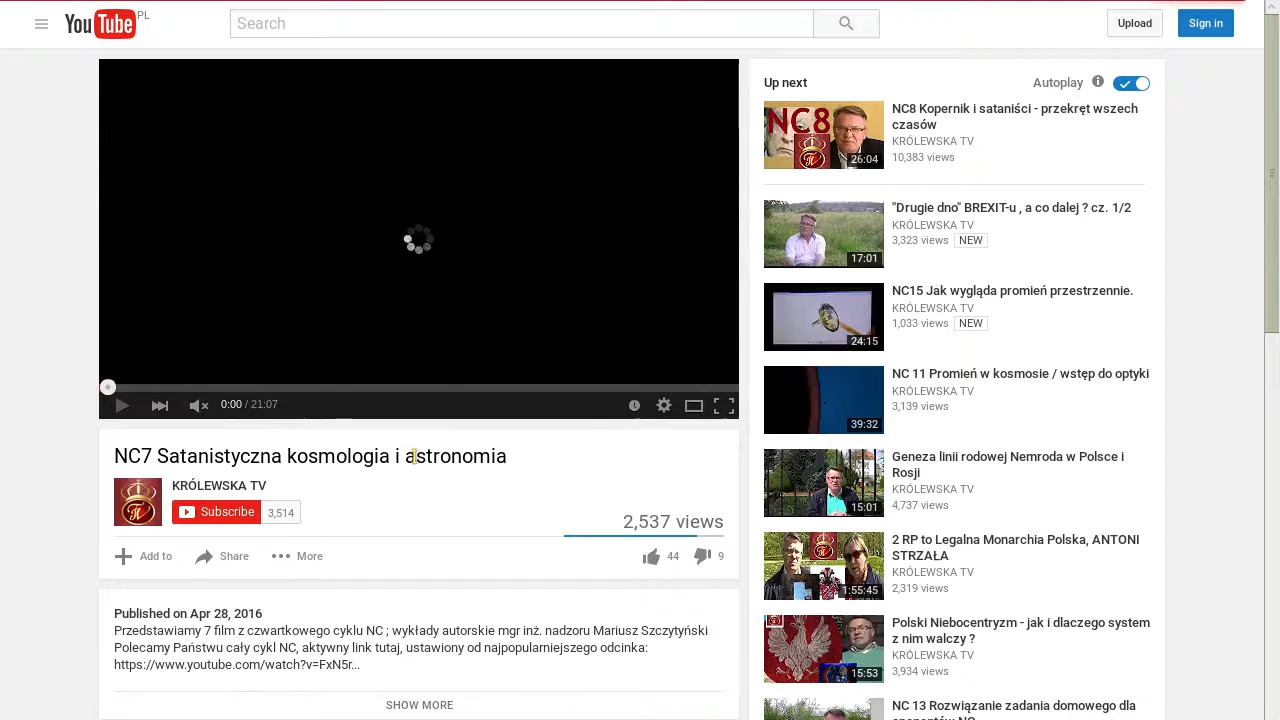 YouTube PL
Search
Upload
Sign in
0:00 / 21:07
NC7 Satanistyczna kosmologia i astronomia
KRÓLEWSKA TV
Subscribe 3,514
2,537 views
Add to Share More 44 9
Published on Apr 28, 2016
Przedstawiamy 7 film z czwartkowego cyklu NC ; wykłady autorskie mgr inż. nadzoru Mariusz Szczytyński
Polecamy Państwu cały cykl NC, aktywny link tutaj, ustawiony od najpopularniejszego odcinka:
https://www.youtube.com/watch?v=FxN5r...
SHOW MORE
Up next Autoplay
NC8
26:04
NC8 Kopernik i sataniści - przekręt wszech
czasów
KRÓLEWSKA TV
10,383 views
17:01
"Drugie dno" BREXIT-u , a co dalej ? cz. 1/2
KRÓLEWSKA TV
3,323 views NEW
24:15
NC15 Jak wygląda promień przestrzennie.
KRÓLEWSKA TV
1,033 views NEW
39:32
NC 11 Promień w kosmosie / wstęp do optyki
KRÓLEWSKA TV
3,139 views
15:01
Geneza linii rodowej Nemroda w Polsce i
Rosji
KRÓLEWSKA TV
4,737 views
1:55:45
2 RP to Legalna Monarchia Polska, ANTONI
STRZAŁA
KRÓLEWSKA TV
2,319 views
15:53
Polski Niebocentryzm - jak i dlaczego system
z nim walczy ?
KRÓLEWSKA TV
3,934 views
NC 13 Rozwiązanie zadania domowego dla